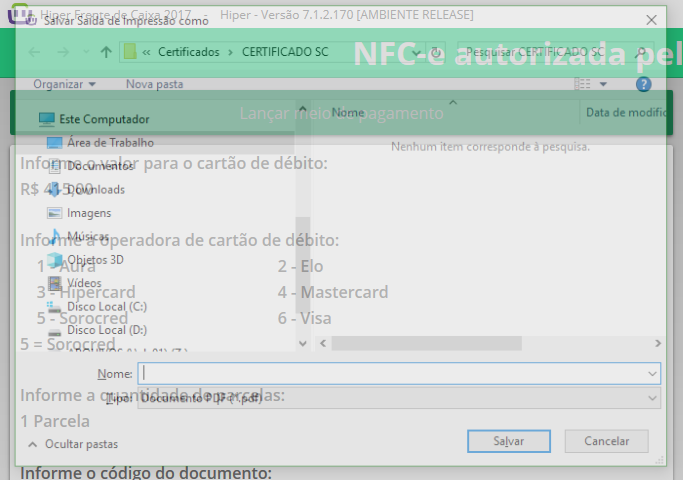 Hiper Frente de Caixa 2017 - Hiper - Versão 7.1.2.170 [AMBIENTE RELEASE]
Salvar Saída de Impressão como
« Certificados > CERTIFICADO SC
Pesquisar CERTIFICADO SC
NFC-e autorizada pel
Organizar
Nova pasta
?
Lançar meio de pagamento
Nome
Data de modific
Este Computador
Nenhum item corresponde à pesquisa.
Área de Trabalho
Informe o valor para o cartão de débito:
Documentos
R$
Downloads
Imagens
Músicas
Informe a operadora de cartão de débito:
Objetos 3D
1 - Aura
2 - Elo
Vídeos
3 - Hipercard
4 - Mastercard
Disco Local (C:)
5 - Sorocred
6 - Visa
Disco Local (D:)
5 = Sorocred
Nome:
Informe a quantidade de parcelas:
Tipo: Documento PDF (*.pdf)
1 Parcela
Ocultar pastas
Salvar
Cancelar
Informe o código do documento: